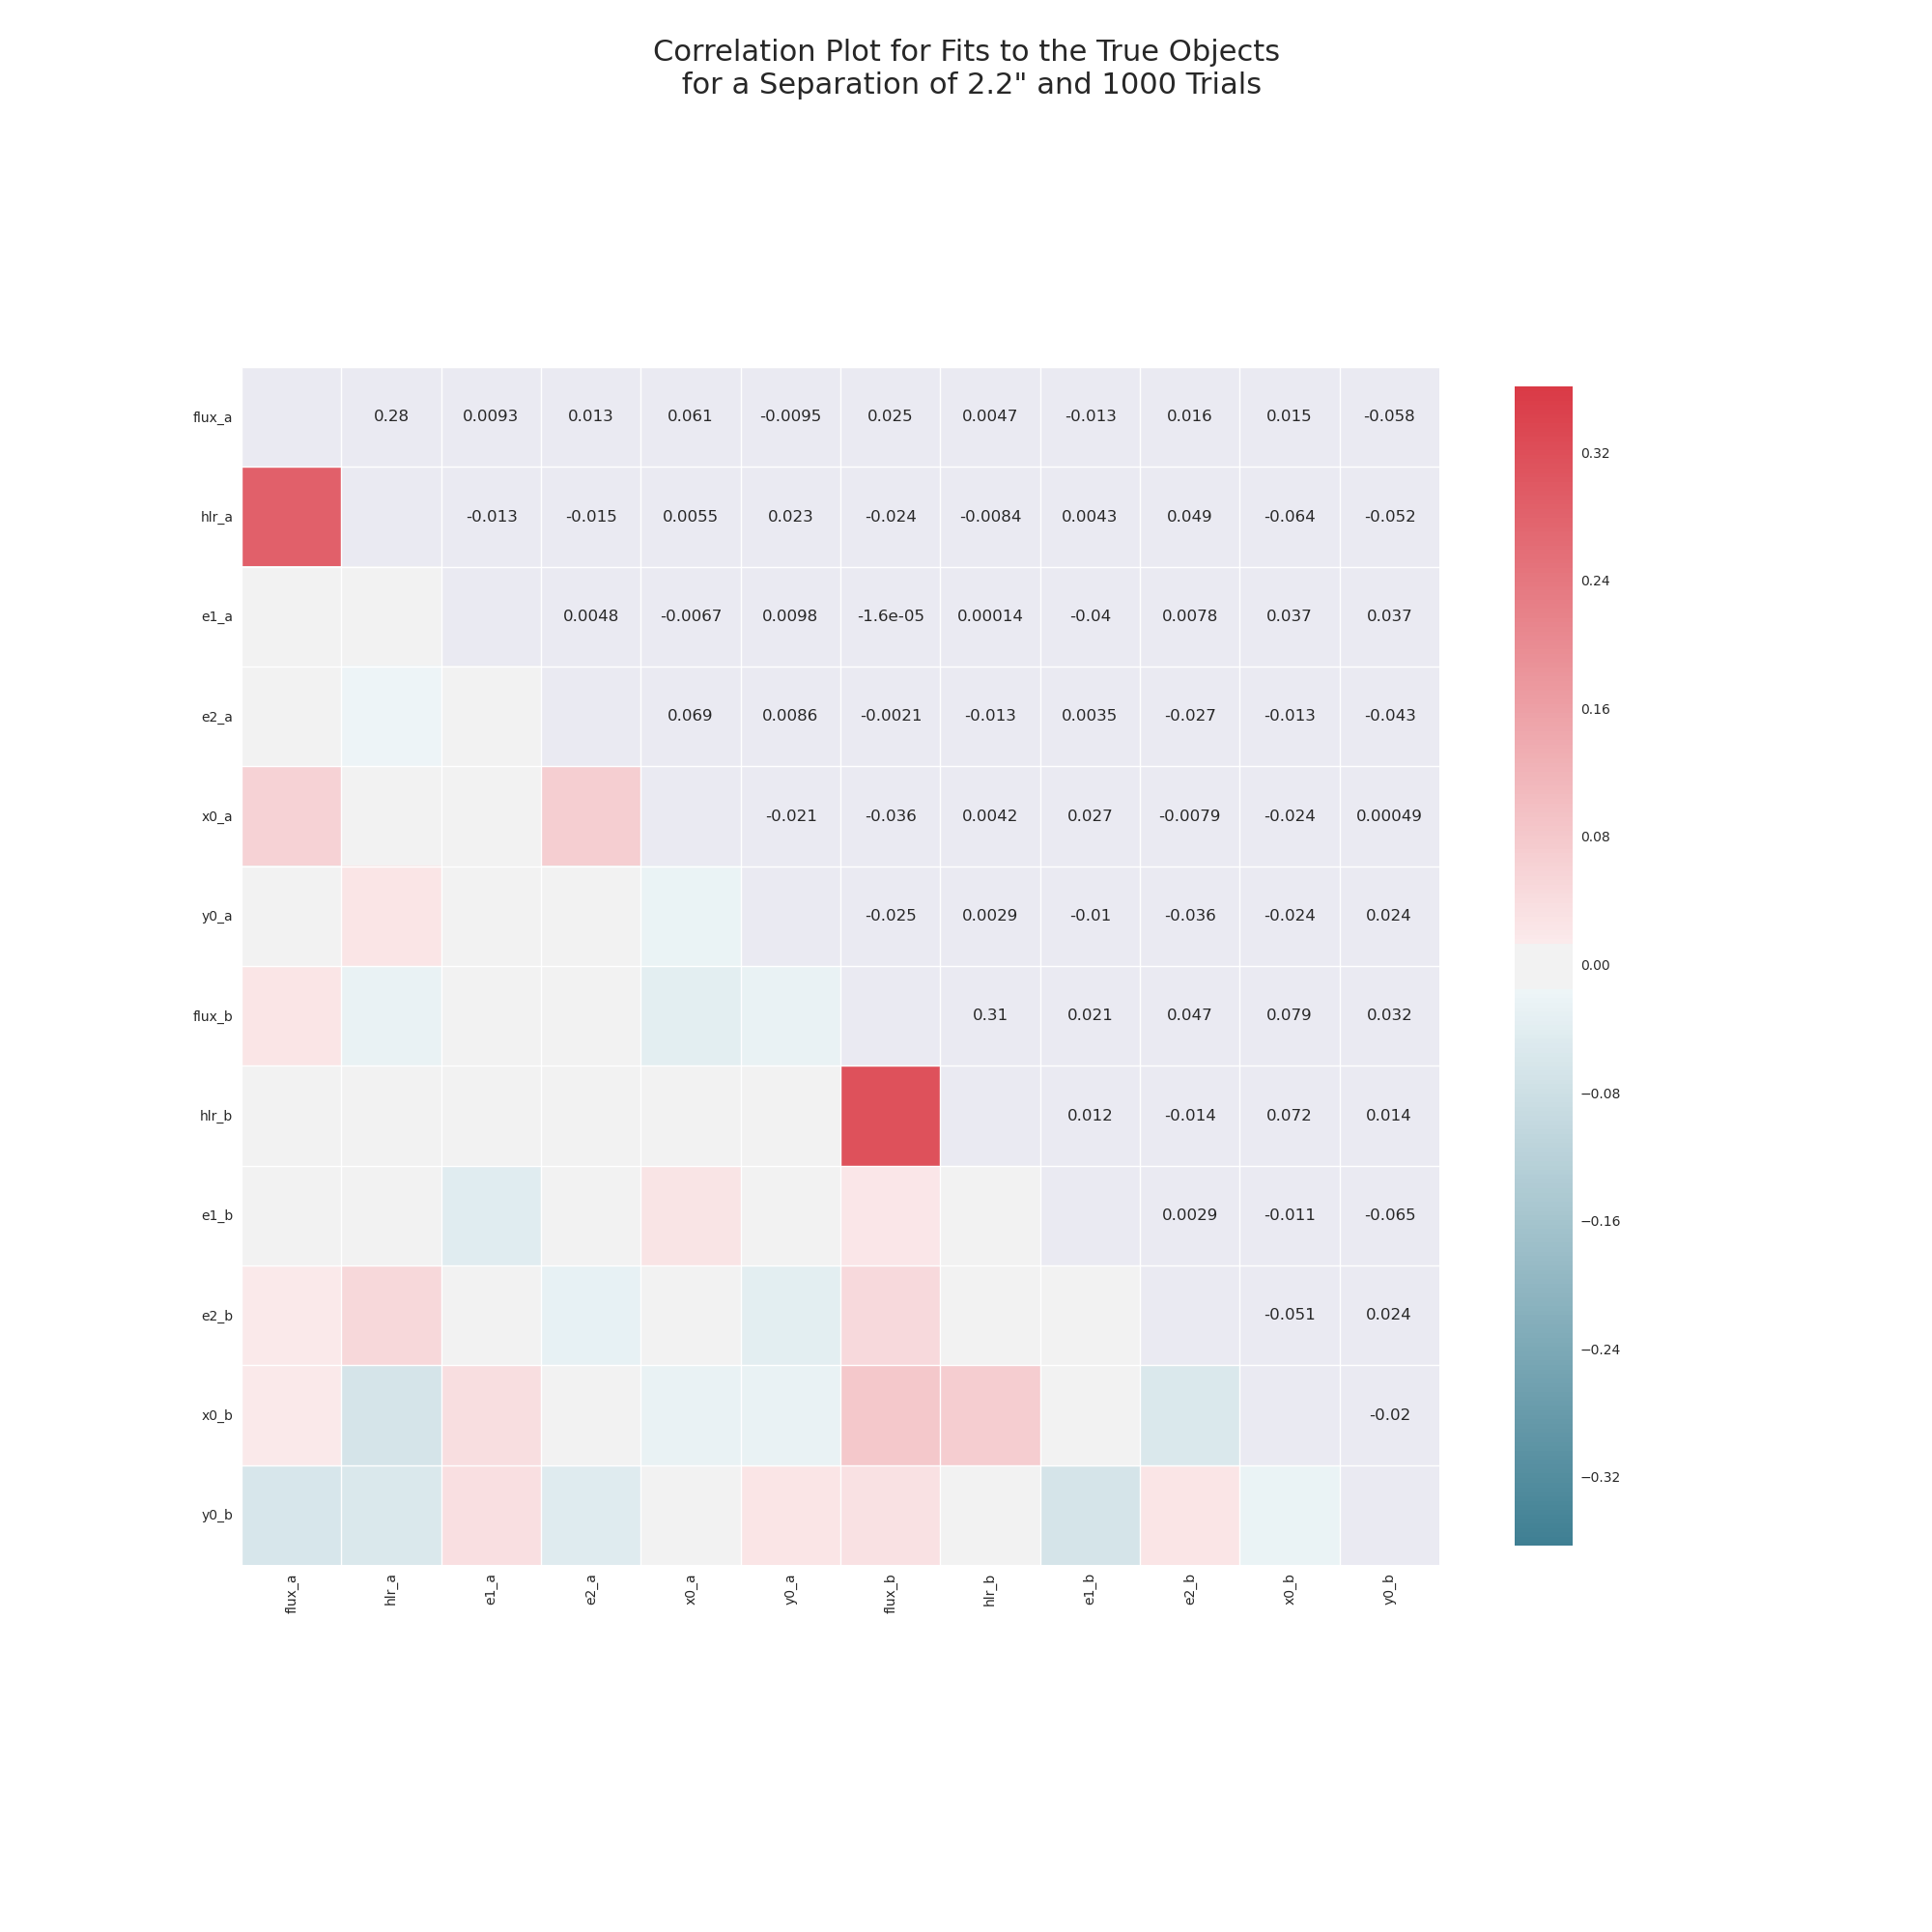 Correlation Plot for Fits to the True Objects
for a Separation of 2.2" and 1000 Trials
flux_a 0.28 0.0093 0.013 0.061 -0.0095 0.025 0.0047 -0.013 0.016 0.015 -0.058
hlr_a -0.013 -0.015 0.0055 0.023 -0.024 -0.0084 0.0043 0.049 -0.064 -0.052
e1_a 0.0048 -0.0067 0.0098 -1.6e-05 0.00014 -0.04 0.0078 0.037 0.037
e2_a 0.069 0.0086 -0.0021 -0.013 0.0035 -0.027 -0.013 -0.043
x0_a -0.021 -0.036 0.0042 0.027 -0.0079 -0.024 0.00049
y0_a -0.025 0.0029 -0.01 -0.036 -0.024 0.024
flux_b 0.31 0.021 0.047 0.079 0.032
hlr_b 0.012 -0.014 0.072 0.014
e1_b 0.0029 -0.011 -0.065
e2_b -0.051 0.024
x0_b -0.02
y0_b
flux_a hlr_a e1_a e2_a x0_a y0_a flux_b hlr_b e1_b e2_b x0_b y0_b
0.32
0.24
0.16
0.08
0.00
−0.08
−0.16
−0.24
−0.32